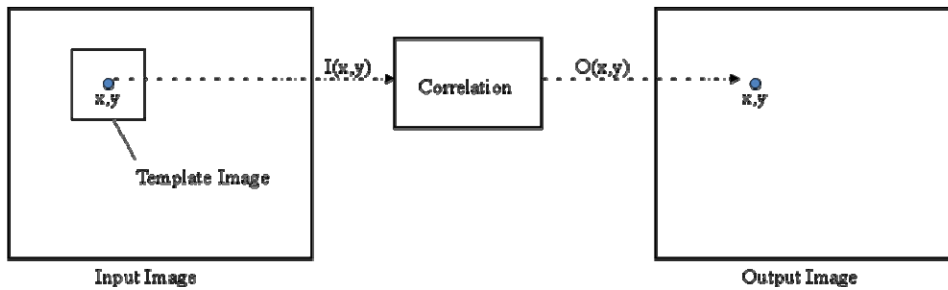 I(x,y)
O(x,y)
Correlation
x,y
x,y
Template Image
Input Image
Output Image